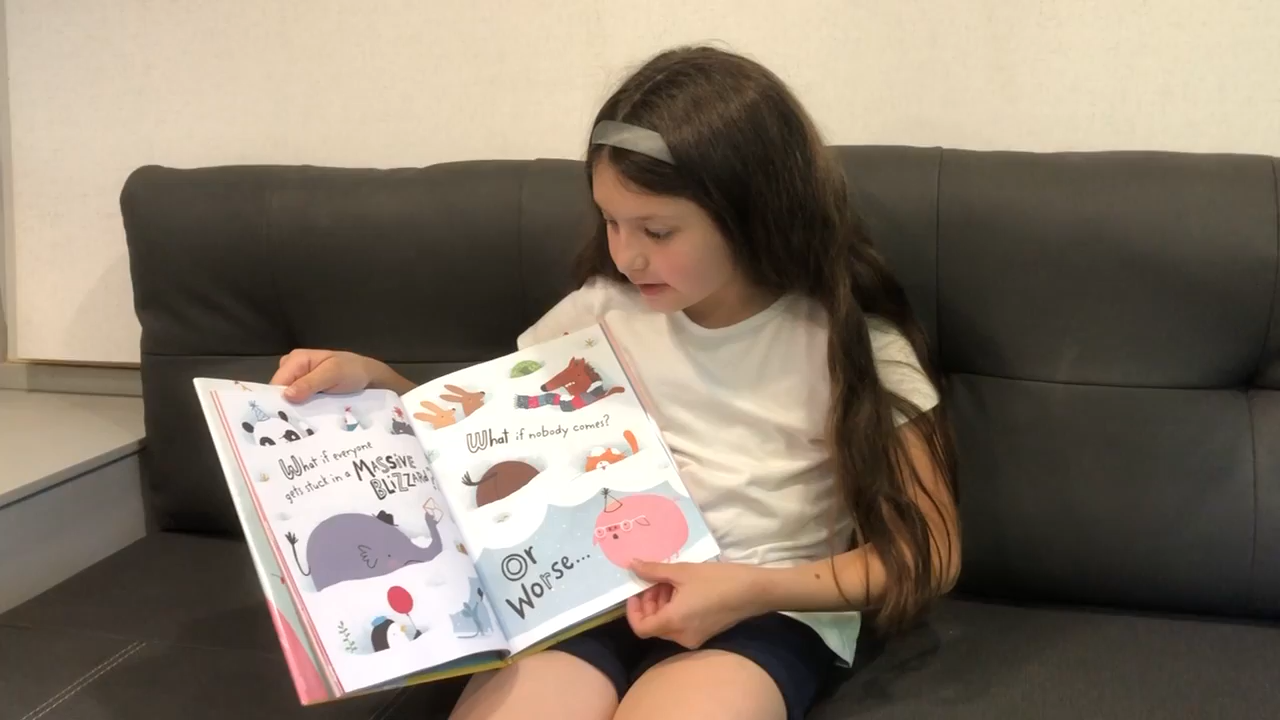 What if everyone
gets stuck in a MASSiVE
BLiZZARD?
What if nobody comes?
Or
Worse...